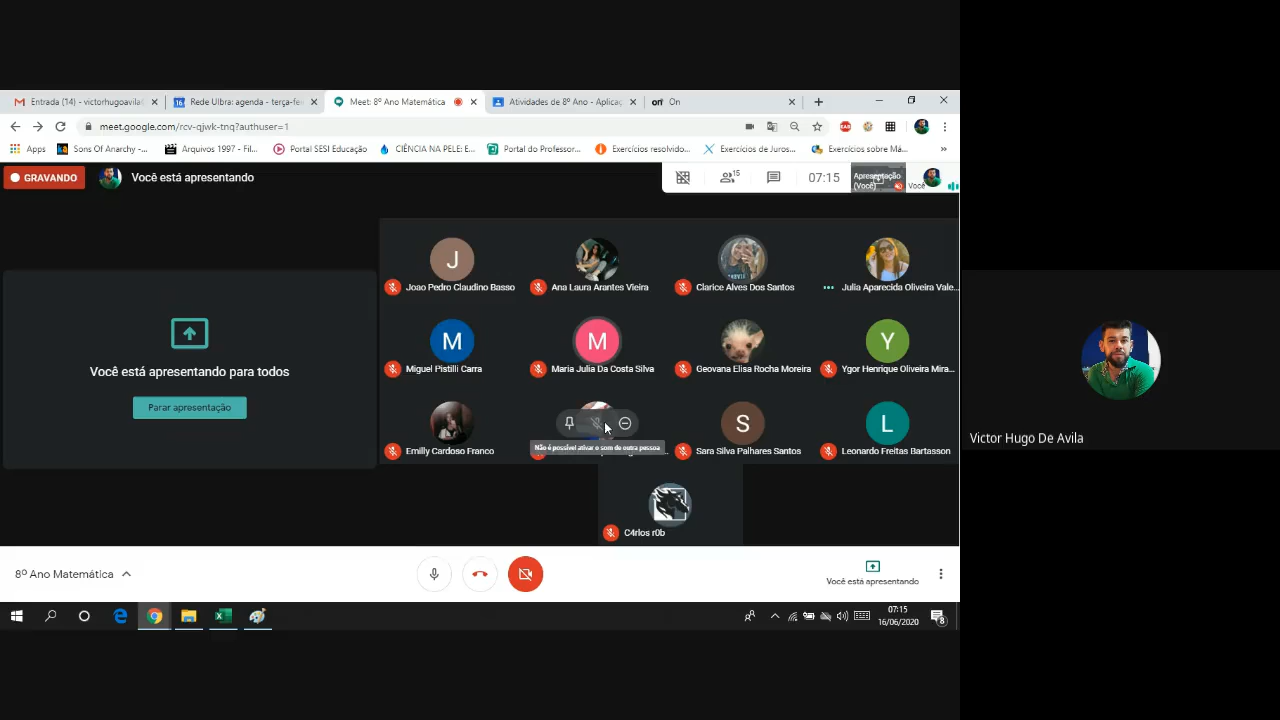 Entrada (14) - victorhugoavila
Rede Ulbra: agenda - terça-fei
Meet: 8º Ano Matemática
Atividades de 8º Ano - Aplicaç
On
meet.google.com/rcv-qjwk-tnq?authuser=1
Apps
Sons Of Anarchy -...
Arquivos 1997 - Fil...
Portal SESI Educação
CIÊNCIA NA PELE: E...
Portal do Professor...
Exercícios resolvido...
Exercícios de Juros...
Exercícios sobre Má...
»
GRAVANDO
Você está apresentando
15
07:15
Apresentação
(Você)
Você
Você está apresentando para todos
Parar apresentação
J
Joao Pedro Claudino Basso
Ana Laura Arantes Vieira
Clarice Alves Dos Santos
Julia Aparecida Oliveira Vale...
M
Miguel Pistilli Carra
M
Maria Julia Da Costa Silva
Geovana Elisa Rocha Moreira
Y
Ygor Henrique Oliveira Mira...
Emilly Cardoso Franco
Não é possível ativar o som de outra pessoa
S
Sara Silva Palhares Santos
L
Leonardo Freitas Bartasson
C4rlos r0b
Victor Hugo De Avila
8º Ano Matemática
Você está apresentando
07:15
16/06/2020
8